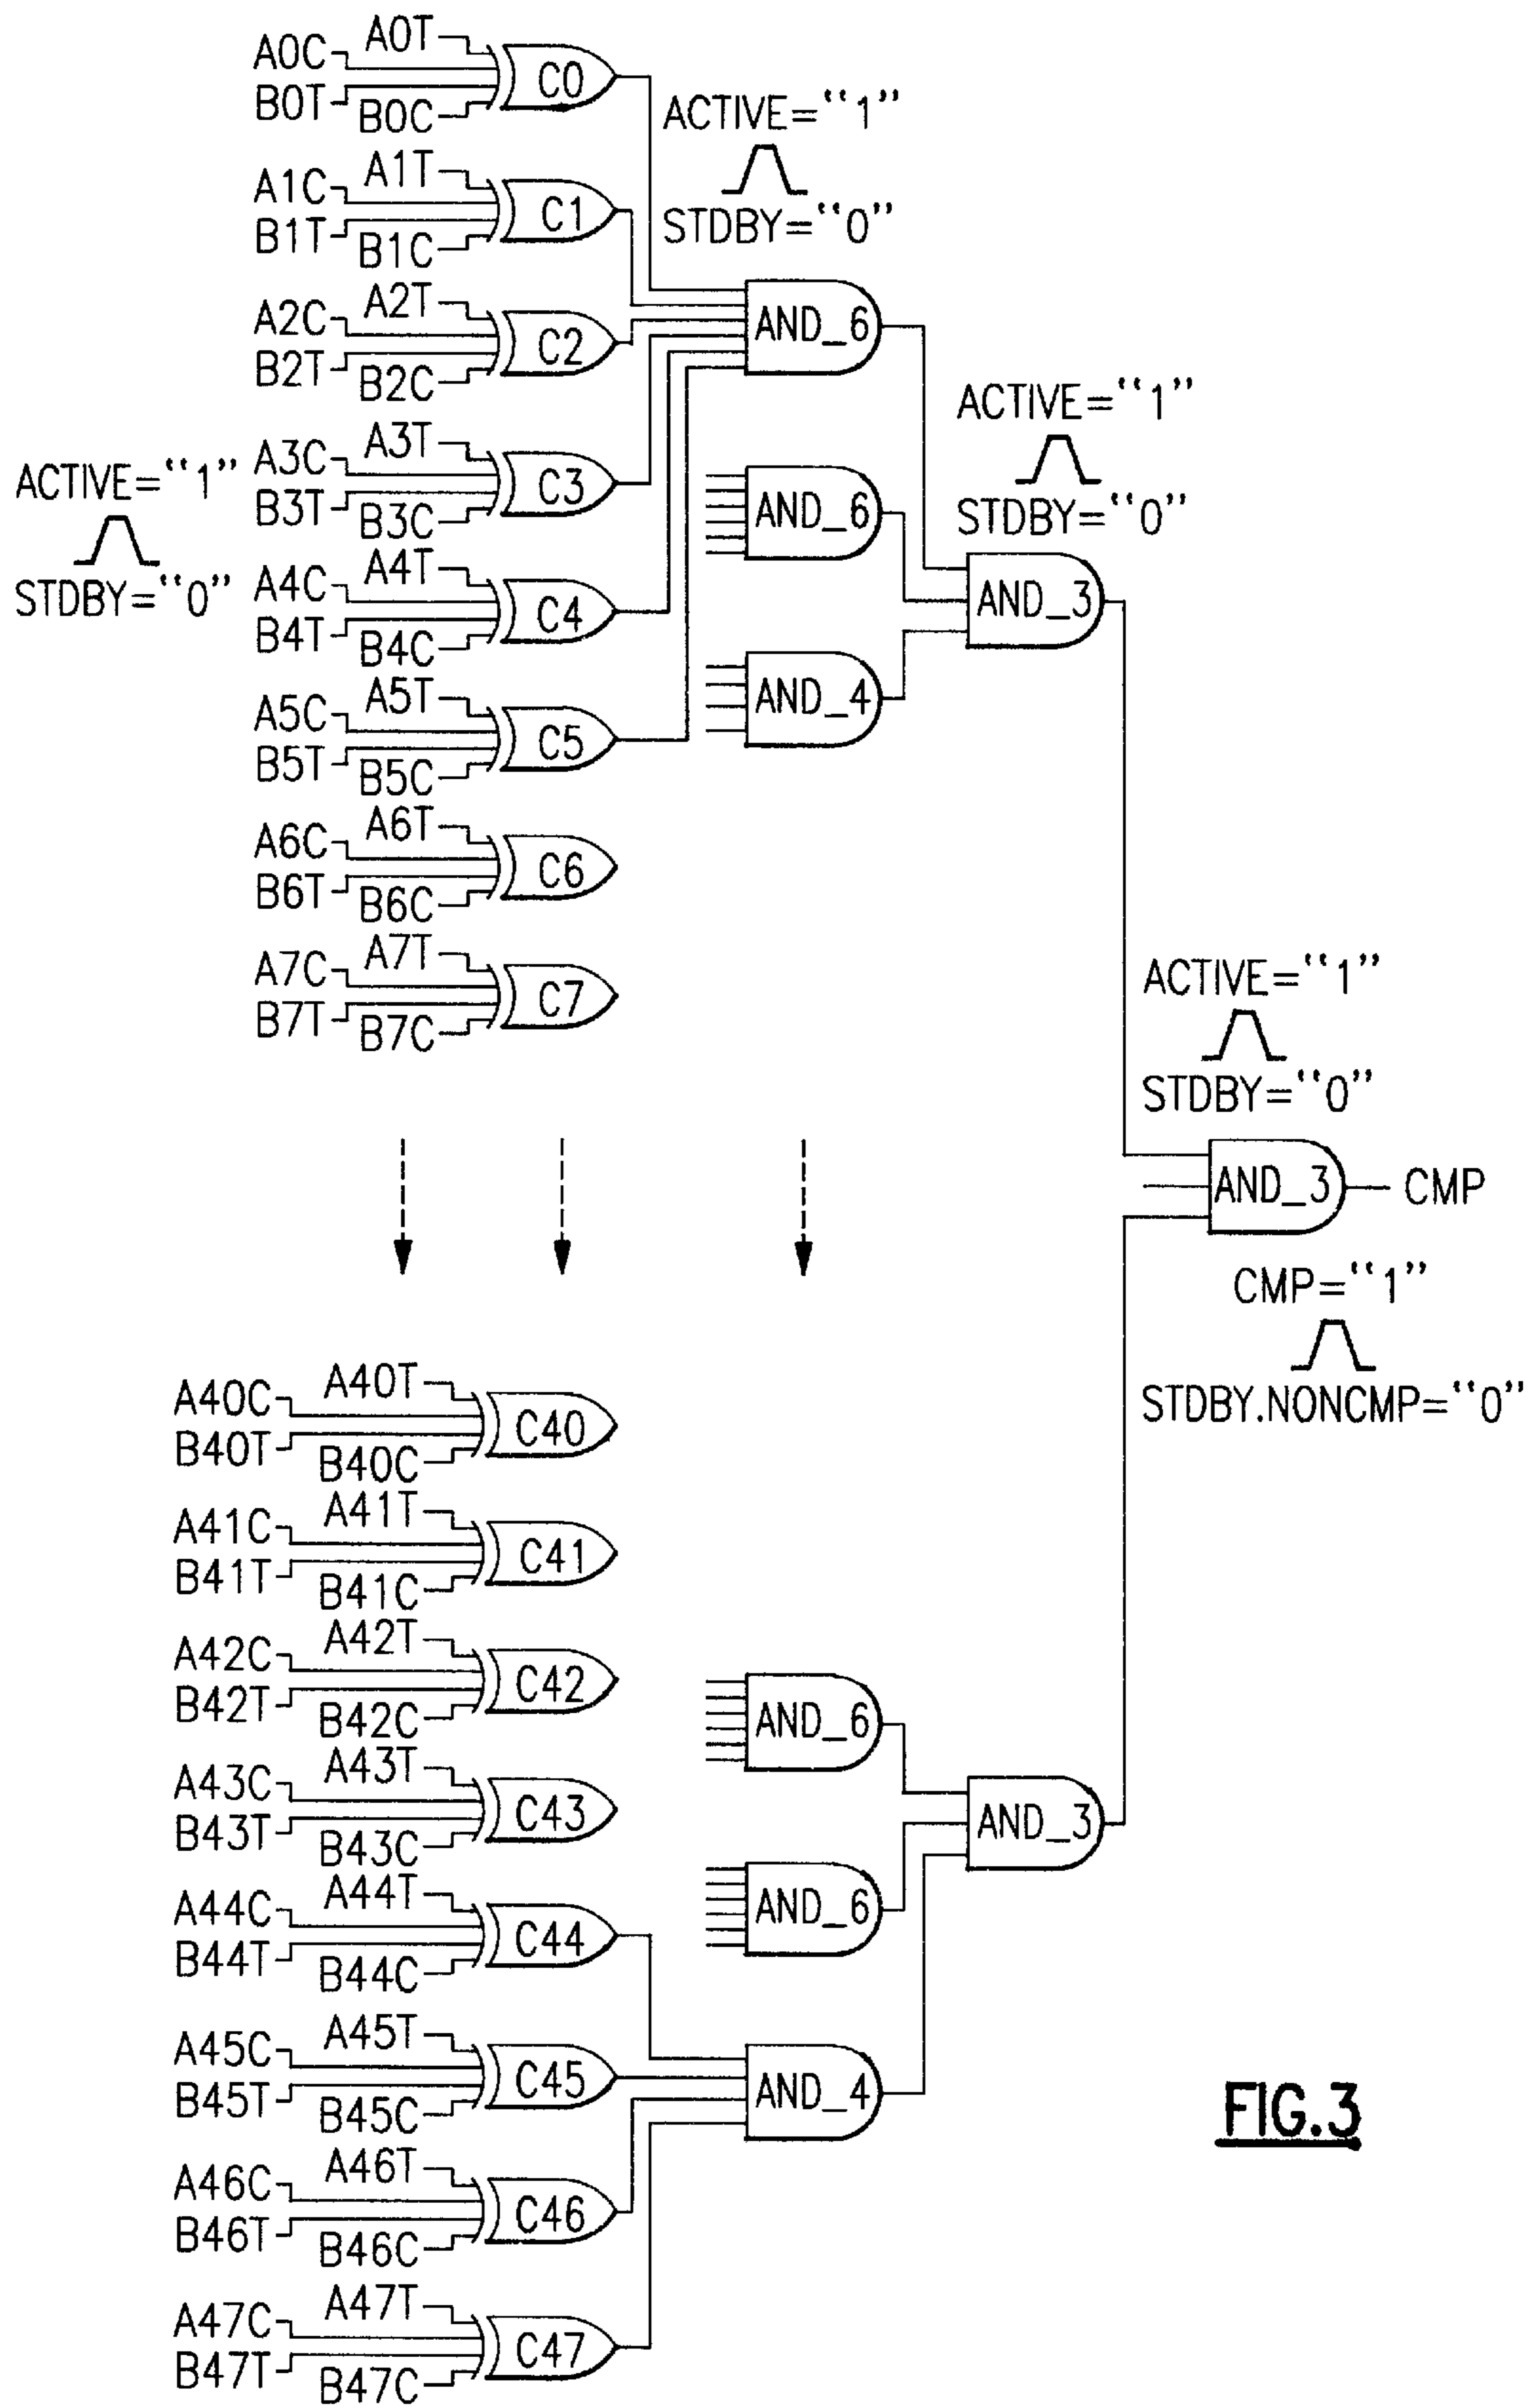 A0T
A0C
B0T
B0C
C0
ACTIVE=“1”
STDBY=“0”
A1T
A1C
B1T
B1C
C1
A2T
A2C
B2T
B2C
C2
AND_6
ACTIVE=“1”
STDBY=“0”
A3T
A3C
B3T
B3C
C3
AND_6
ACTIVE=“1”
STDBY=“0”
A4T
A4C
B4T
B4C
C4
AND_3
A5T
A5C
B5T
B5C
C5
AND_4
A6T
A6C
B6T
B6C
C6
A7T
A7C
B7T
B7C
C7
ACTIVE=“1”
STDBY=“0”
AND_3
CMP
CMP=“1”
STDBY.NONCMP=“0”
A40T
A40C
B40T
B40C
C40
A41T
A41C
B41T
B41C
C41
A42T
A42C
B42T
B42C
C42
AND_6
A43T
A43C
B43T
B43C
C43
AND_3
A44T
A44C
B44T
B44C
C44
AND_6
A45T
A45C
B45T
B45C
C45
AND_4
A46T
A46C
B46T
B46C
C46
A47T
A47C
B47T
B47C
C47
FIG.3